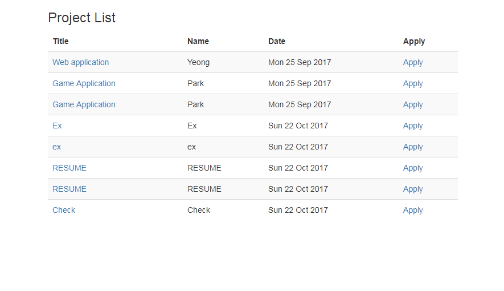 Project List
Title Name Date Apply
Web application Yeong Mon 25 Sep 2017 Apply
Game Application Park Mon 25 Sep 2017 Apply
Game Application Park Mon 25 Sep 2017 Apply
Ex Ex Sun 22 Oct 2017 Apply
ex ex Sun 22 Oct 2017 Apply
RESUME RESUME Sun 22 Oct 2017 Apply
RESUME RESUME Sun 22 Oct 2017 Apply
Check Check Sun 22 Oct 2017 Apply